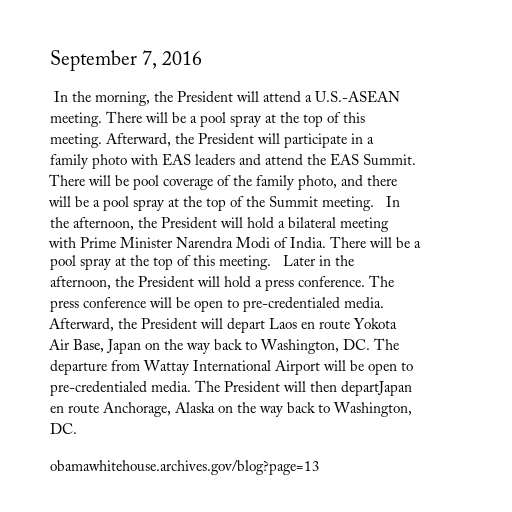 September 7, 2016
In the morning, the President will attend a U.S.-ASEAN
meeting. There will be a pool spray at the top of this
meeting. Afterward, the President will participate in a
family photo with EAS leaders and attend the EAS Summit.
There will be pool coverage of the family photo, and there
will be a pool spray at the top of the Summit meeting.   In
the afternoon, the President will hold a bilateral meeting
with Prime Minister Narendra Modi of India. There will be a
pool spray at the top of this meeting.   Later in the
afternoon, the President will hold a press conference. The
press conference will be open to pre-credentialed media.
Afterward, the President will depart Laos en route Yokota
Air Base, Japan on the way back to Washington, DC. The
departure from Wattay International Airport will be open to
pre-credentialed media. The President will then departJapan
en route Anchorage, Alaska on the way back to Washington,
DC.
obamawhitehouse.archives.gov/blog?page=13